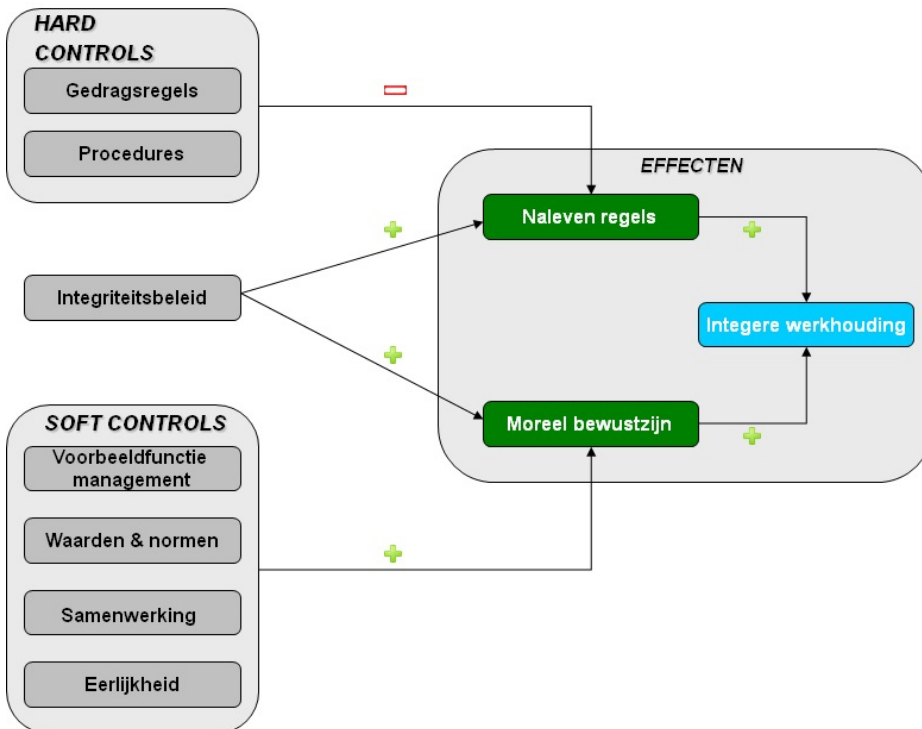 HARD
CONTROLS
Gedragsregels
Procedures
EFFECTEN
Naleven regels
Integriteitsbeleid
Integere werkhouding
Moreel bewustzijn
SOFT CONTROLS
Voorbeeldfunctie
management
Waarden & normen
Samenwerking
Eerlijkheid